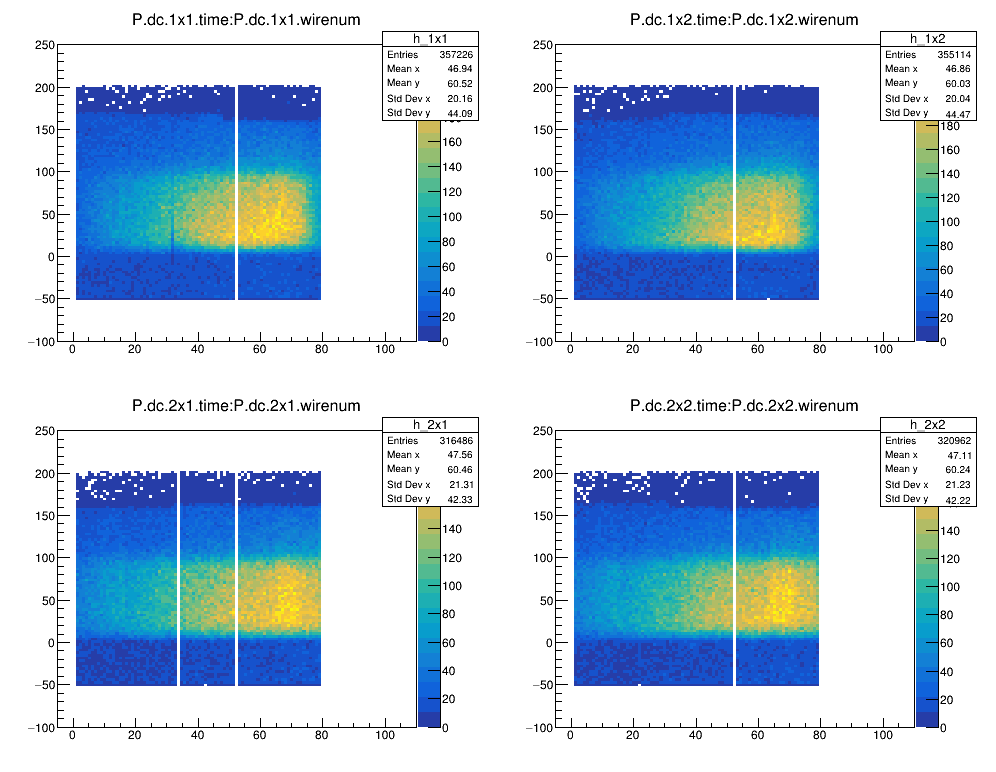 P.dc.1x1.time:P.dc.1x1.wirenum
h_1x1
Entries 357226
Mean x 46.94
Mean y 60.52
Std Dev x 20.16
Std Dev y 44.09
250
200
150
100
50
0
−50
−100
0 20 40 60 80 100
160
140
120
100
80
60
40
20
0
P.dc.1x2.time:P.dc.1x2.wirenum
h_1x2
Entries 355114
Mean x 46.86
Mean y 60.03
Std Dev x 20.04
Std Dev y 44.47
250
200
150
100
50
0
−50
−100
0 20 40 60 80 100
180
160
140
120
100
80
60
40
20
0
P.dc.2x1.time:P.dc.2x1.wirenum
h_2x1
Entries 316486
Mean x 47.56
Mean y 60.46
Std Dev x 21.31
Std Dev y 42.33
250
200
150
100
50
0
−50
−100
0 20 40 60 80 100
140
120
100
80
60
40
20
0
P.dc.2x2.time:P.dc.2x2.wirenum
h_2x2
Entries 320962
Mean x 47.11
Mean y 60.24
Std Dev x 21.23
Std Dev y 42.22
250
200
150
100
50
0
−50
−100
0 20 40 60 80 100
140
120
100
80
60
40
20
0